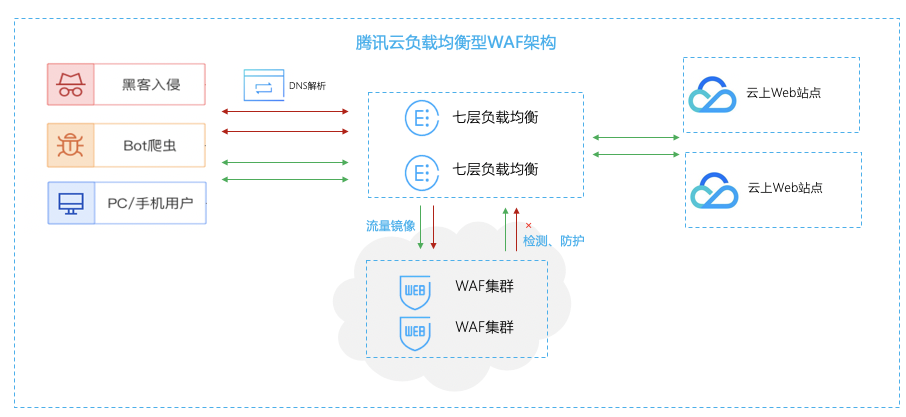 腾讯云负载均衡型WAF架构
黑客入侵
DNS解析
Bot爬虫
PC/手机用户
七层负载均衡
七层负载均衡
云上Web站点
云上Web站点
流量镜像
×
检测、防护
WEB
WAF集群
WEB
WAF集群